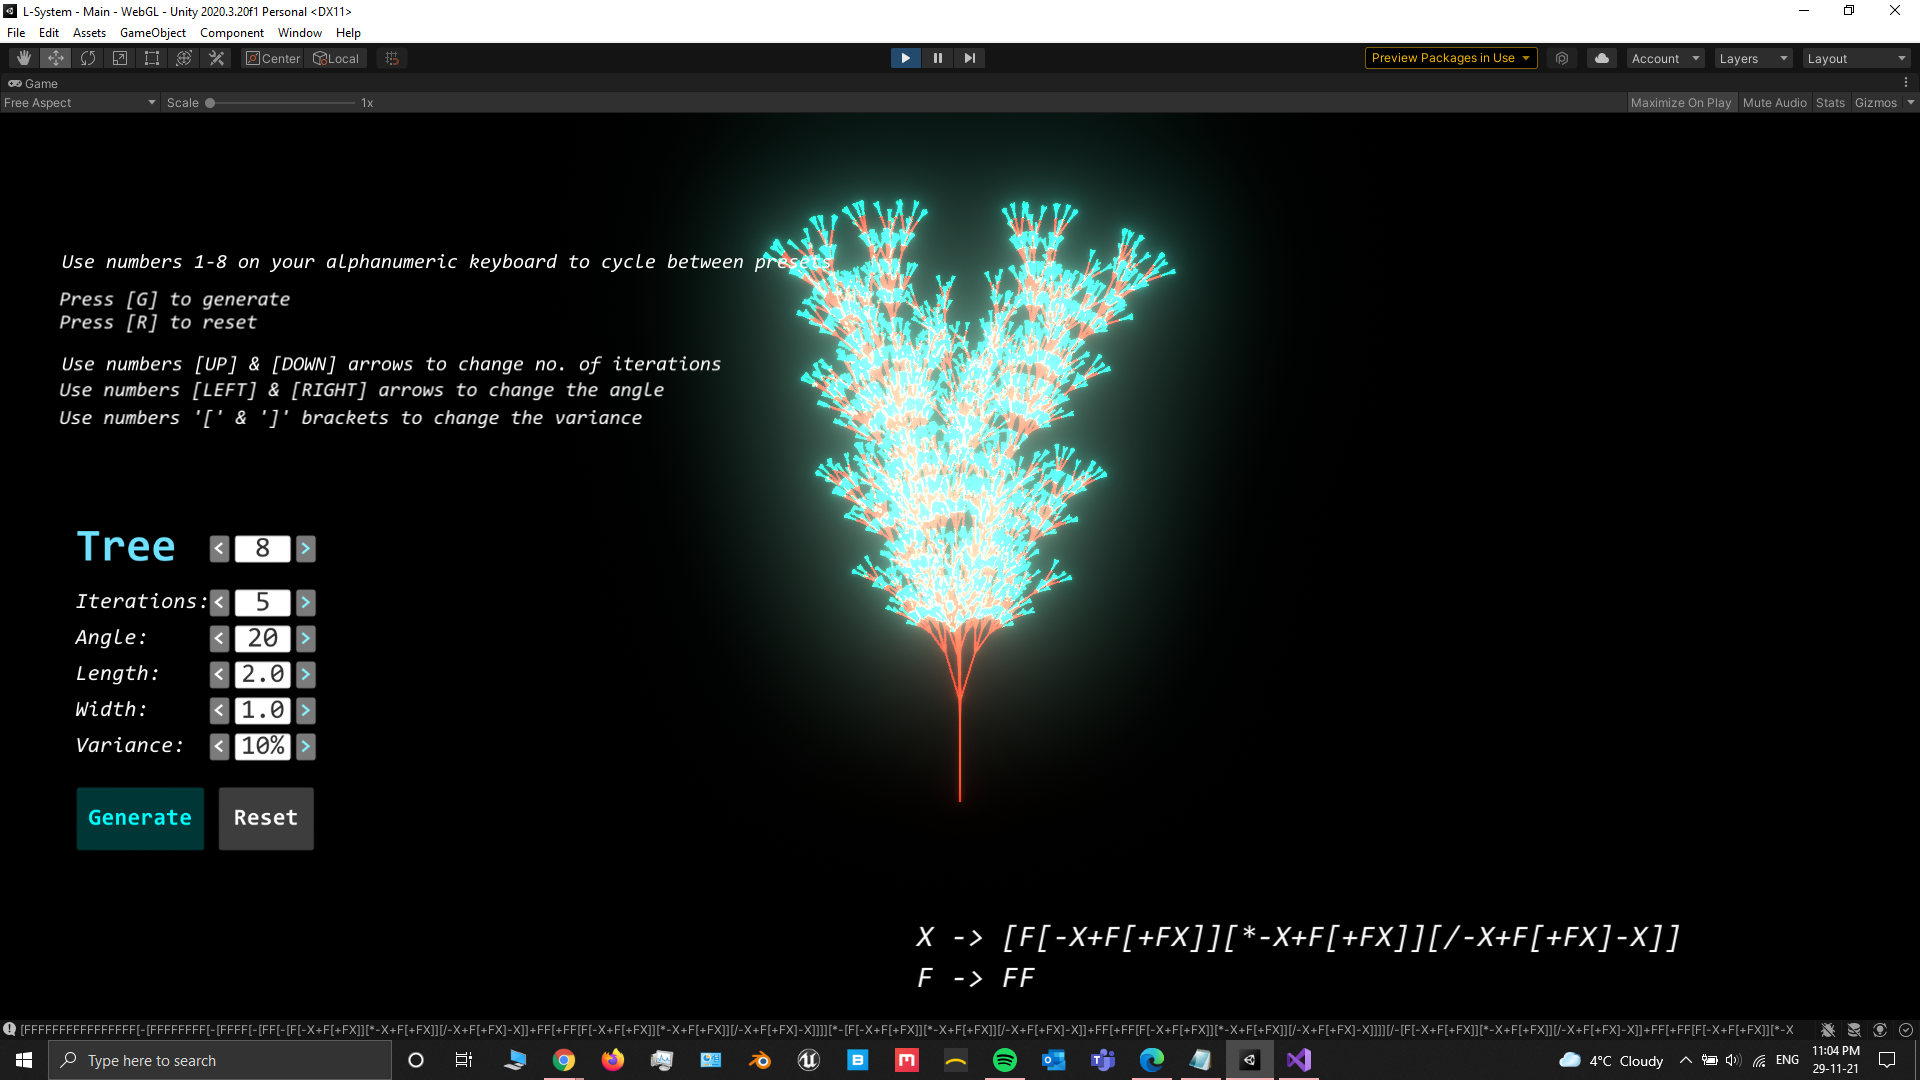 L-System - Main - WebGL - Unity 2020.3.20f1 Personal <DX11>
File Edit Assets GameObject Component Window Help
Center Local Preview Packages in Use Account Layers Layout
Game
Free Aspect Scale 1x Maximize On Play Mute Audio Stats Gizmos
Use numbers 1-8 on your alphanumeric keyboard to cycle between presets
Press [G] to generate
Press [R] to reset
Use numbers [UP] & [DOWN] arrows to change no. of iterations
Use numbers [LEFT] & [RIGHT] arrows to change the angle
Use numbers '[' & ']' brackets to change the variance
Tree < 8 >
Iterations: < 5 >
Angle: < 20 >
Length: < 2.0 >
Width: < 1.0 >
Variance: < 10% >
Generate Reset
X -> [F[-X+F[+FX]][*-X+F[+FX]][/-X+F[+FX]-X]]
F -> FF
[FFFFFFFFFFFFFFFF[-[FFFFFFFF[-[FFFF[-[FF[-[F[-X+F[+FX]][*-X+F[+FX]][/-X+F[+FX]-X]]+FF[+FF[F[-X+F[+FX]][*-X+F[+FX]][/-X+F[+FX]-X]]]][*-[F[-X+F[+FX]][*-X+F[+FX]][/-X+F[+FX]-X]]+FF[+FF[F[-X+F[+FX]][*-X+F[+FX]][/-X+F[+FX]-X]]]][/-[F[-X+F[+FX]][*-X+F[+FX]][/-X+F[+FX]-X]]+FF[+FF[F[-X+F[+FX]][*-X
Type here to search 4°C Cloudy ENG 11:04 PM
29-11-21